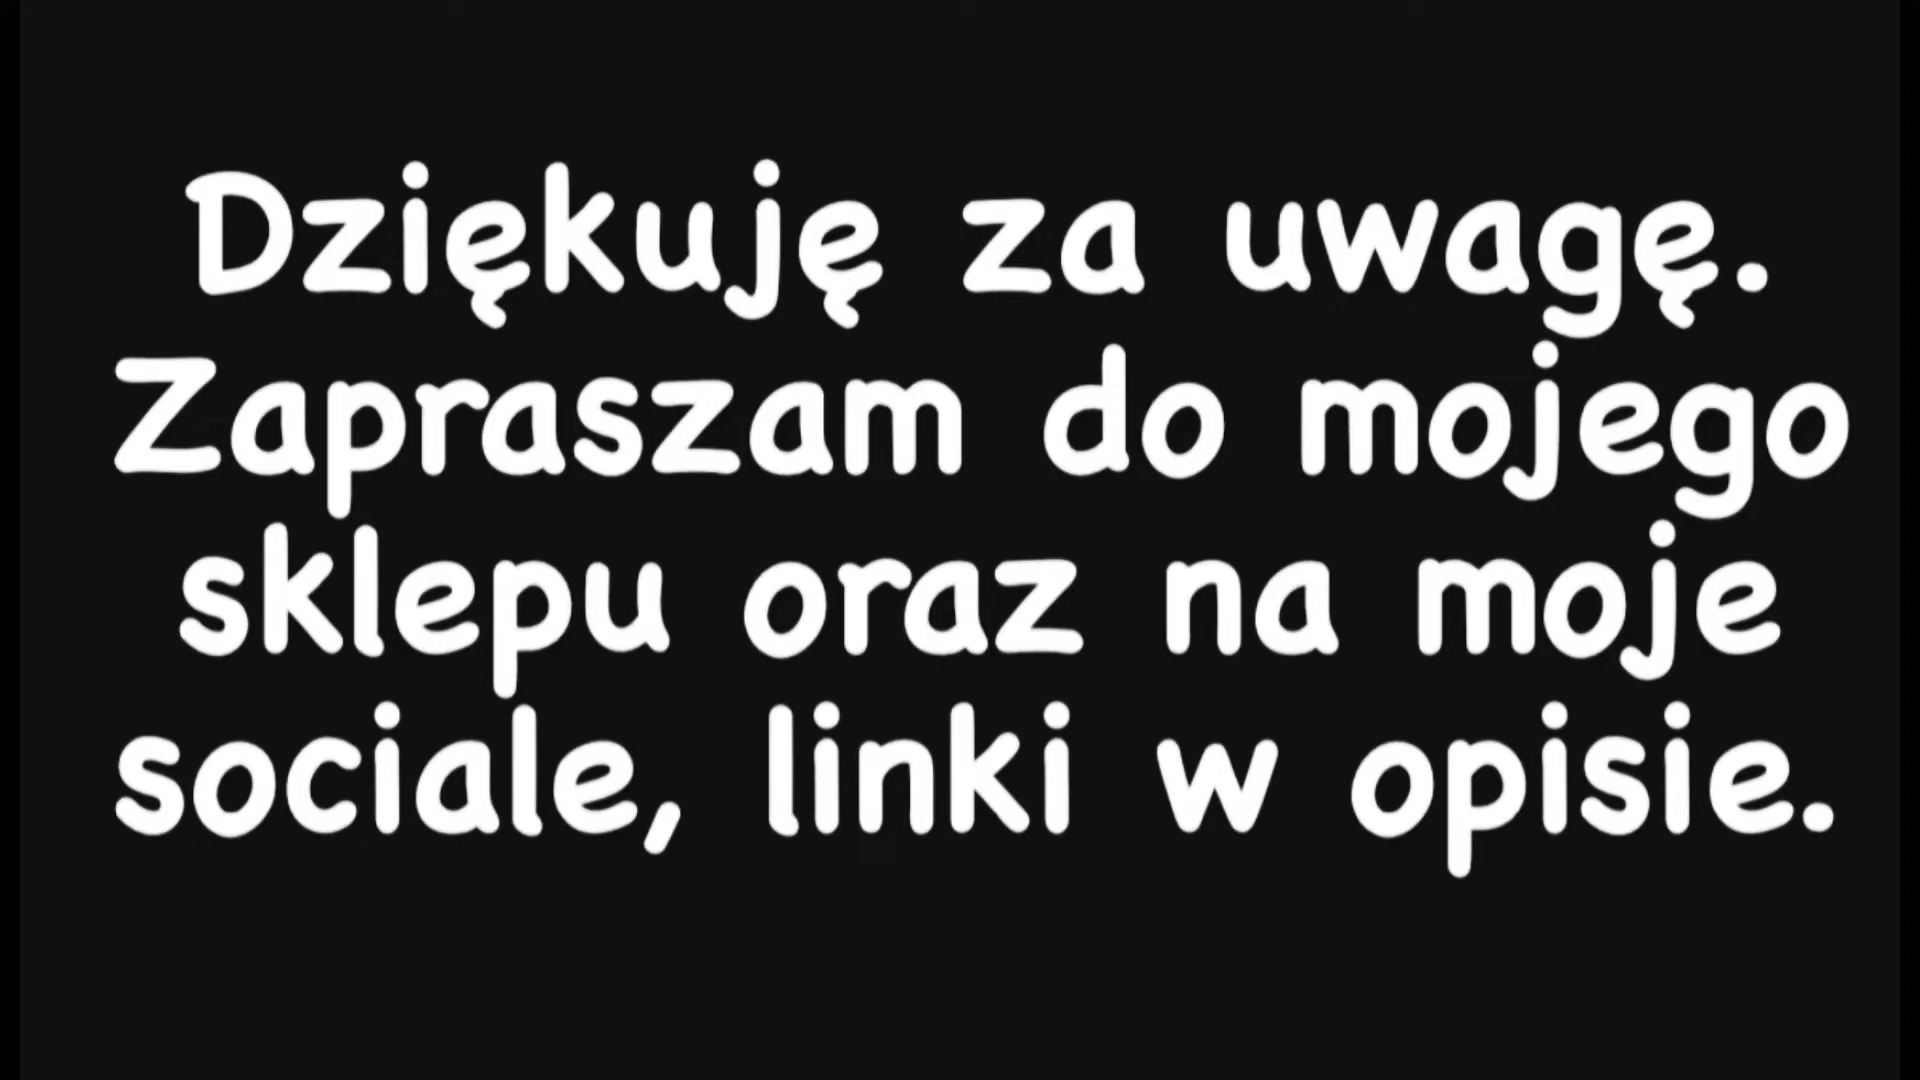 Dziękuję za uwagę.
Zapraszam do mojego
sklepu oraz na moje
sociale, linki w opisie.